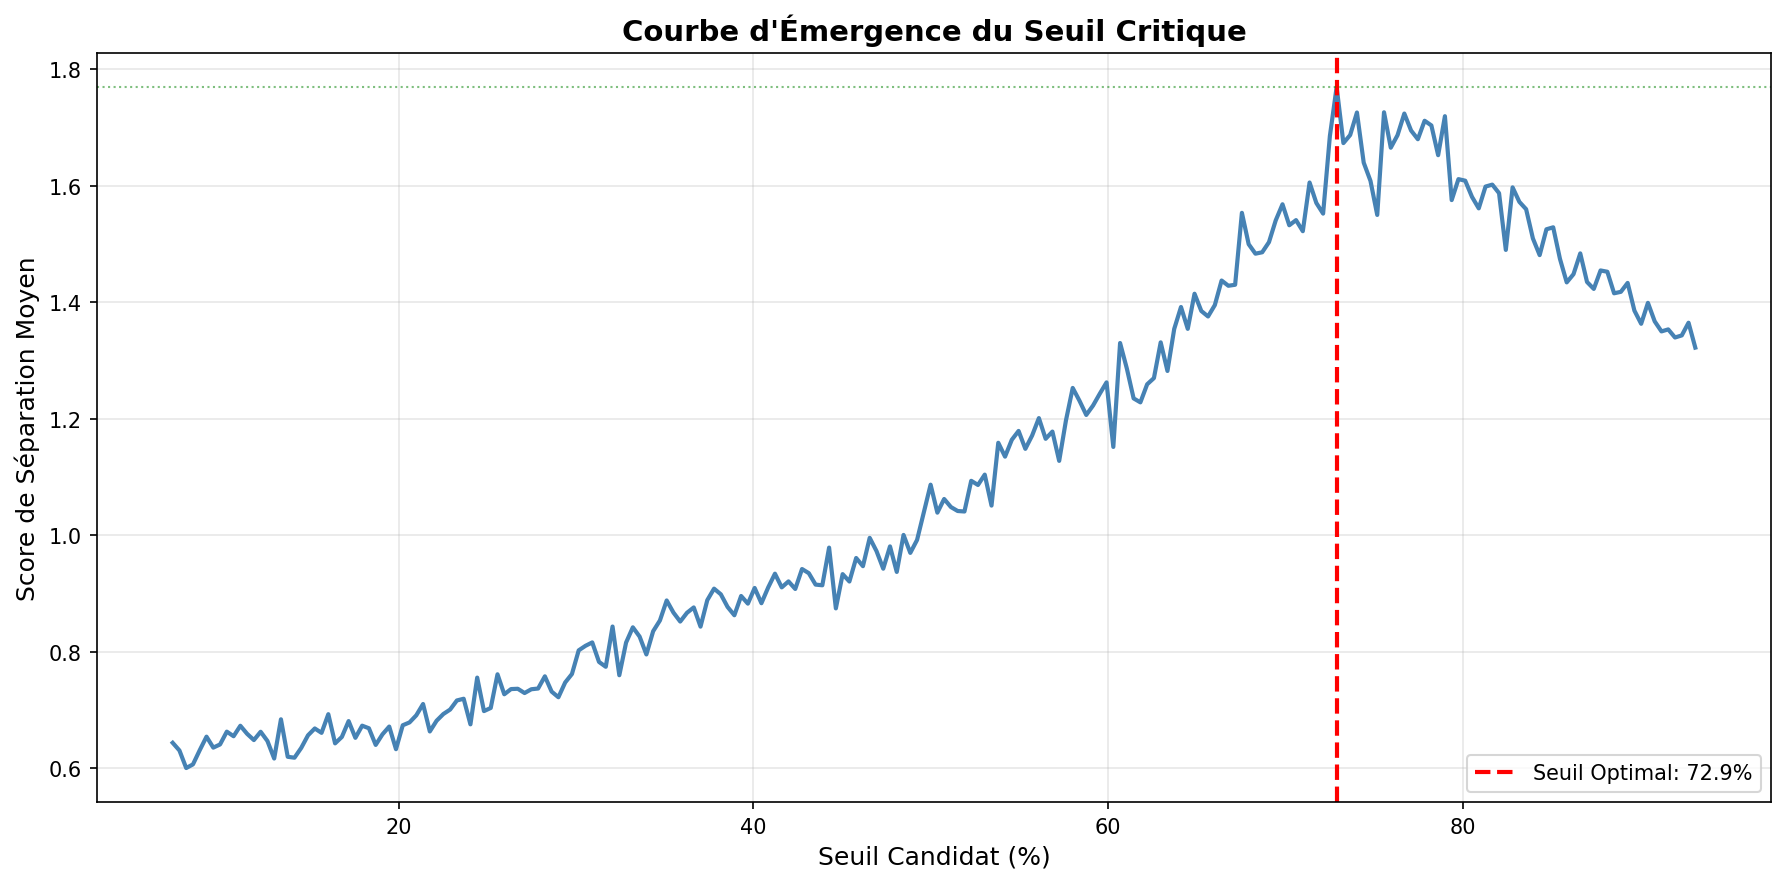 Courbe d'Émergence du Seuil Critique
Score de Séparation Moyen
1.8
1.6
1.4
1.2
1.0
0.8
0.6
Seuil Optimal: 72.9%
20
40
60
80
Seuil Candidat (%)